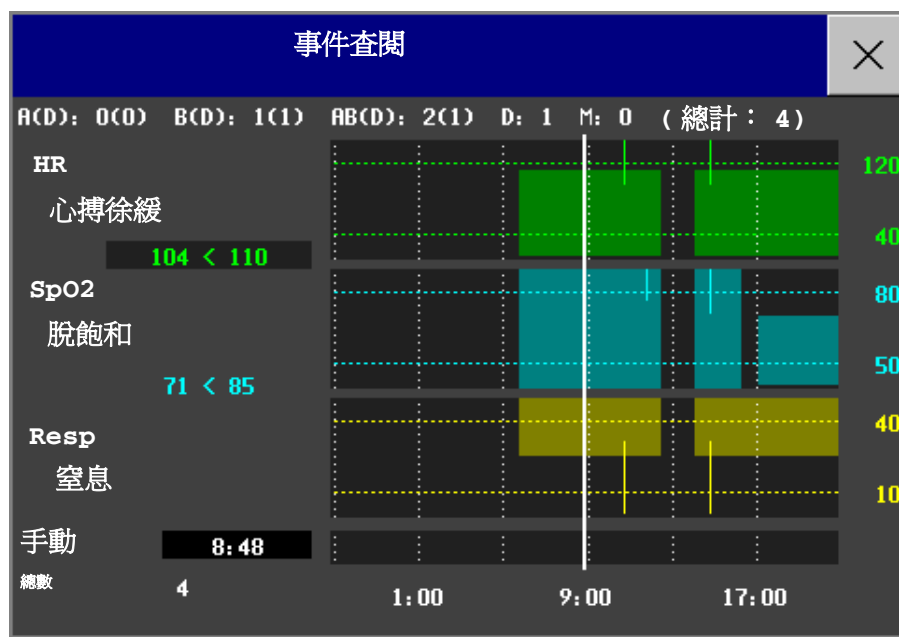 事件查閱
A(D): 0(0) B(D): 1(1) AB(D): 2(1) D: 1 M: 0 (總計: 4)
HR
120
心搏徐緩
40
104 < 110
SpO2
80
脫飽和
50
71 < 85
40
Resp
窒息
10
手動 8:48
總數 4
1:00 9:00 17:00